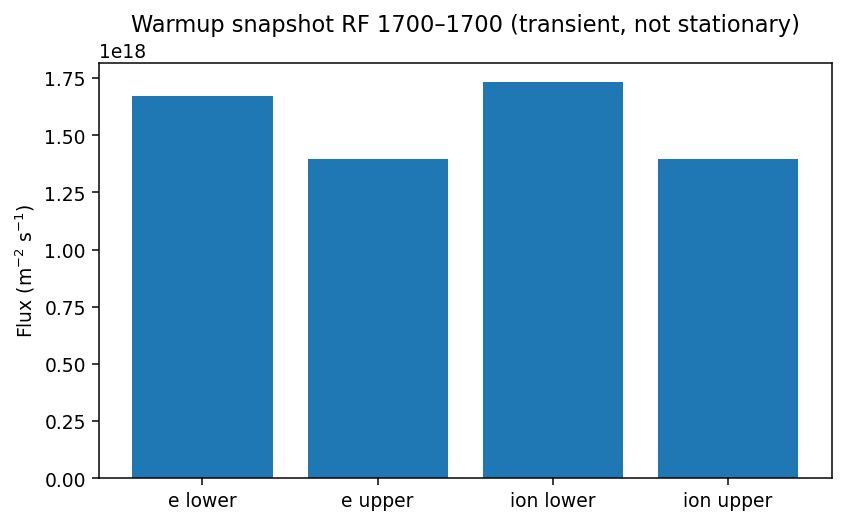 Warmup snapshot RF 1700–1700 (transient, not stationary)
1e18
1.75
1.50
1.25
1.00
0.75
0.50
0.25
0.00
Flux (m⁻² s⁻¹)
e lower e upper ion lower ion upper